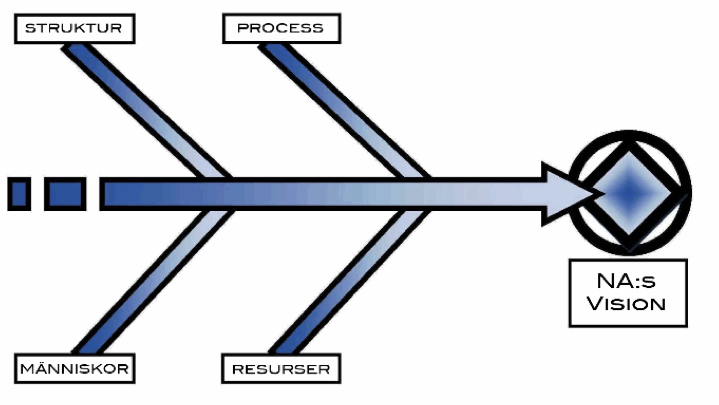 STRUKTUR
PROCESS
NA:s
VISION
MÄNNISKOR
RESURSER